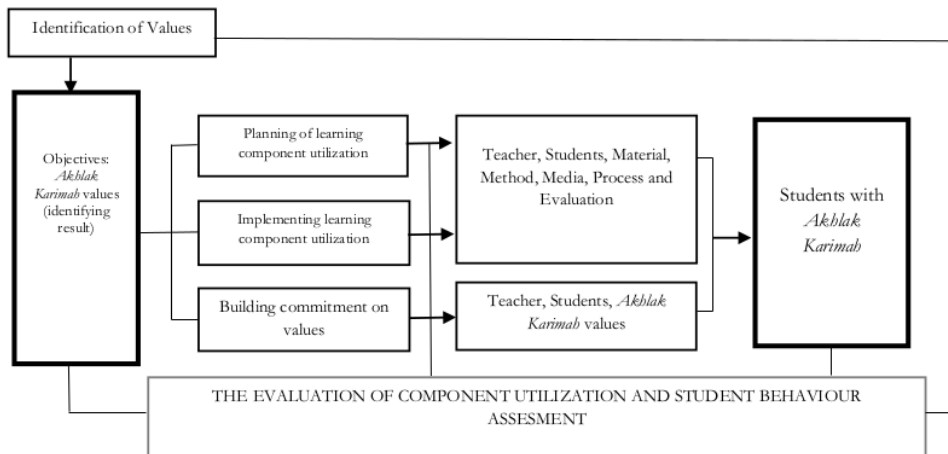 Identification of Values
Objectives:
Akhlak
Karimah values
(identifying
result)
Planning of learning
component utilization
Implementing learning
component utilization
Building commitment on
values
Teacher, Students, Material,
Method, Media, Process and
Evaluation
Teacher, Students, Akhlak
Karimah values
Students with
Akhlak
Karimah
THE EVALUATION OF COMPONENT UTILIZATION AND STUDENT BEHAVIOUR
ASSESMENT